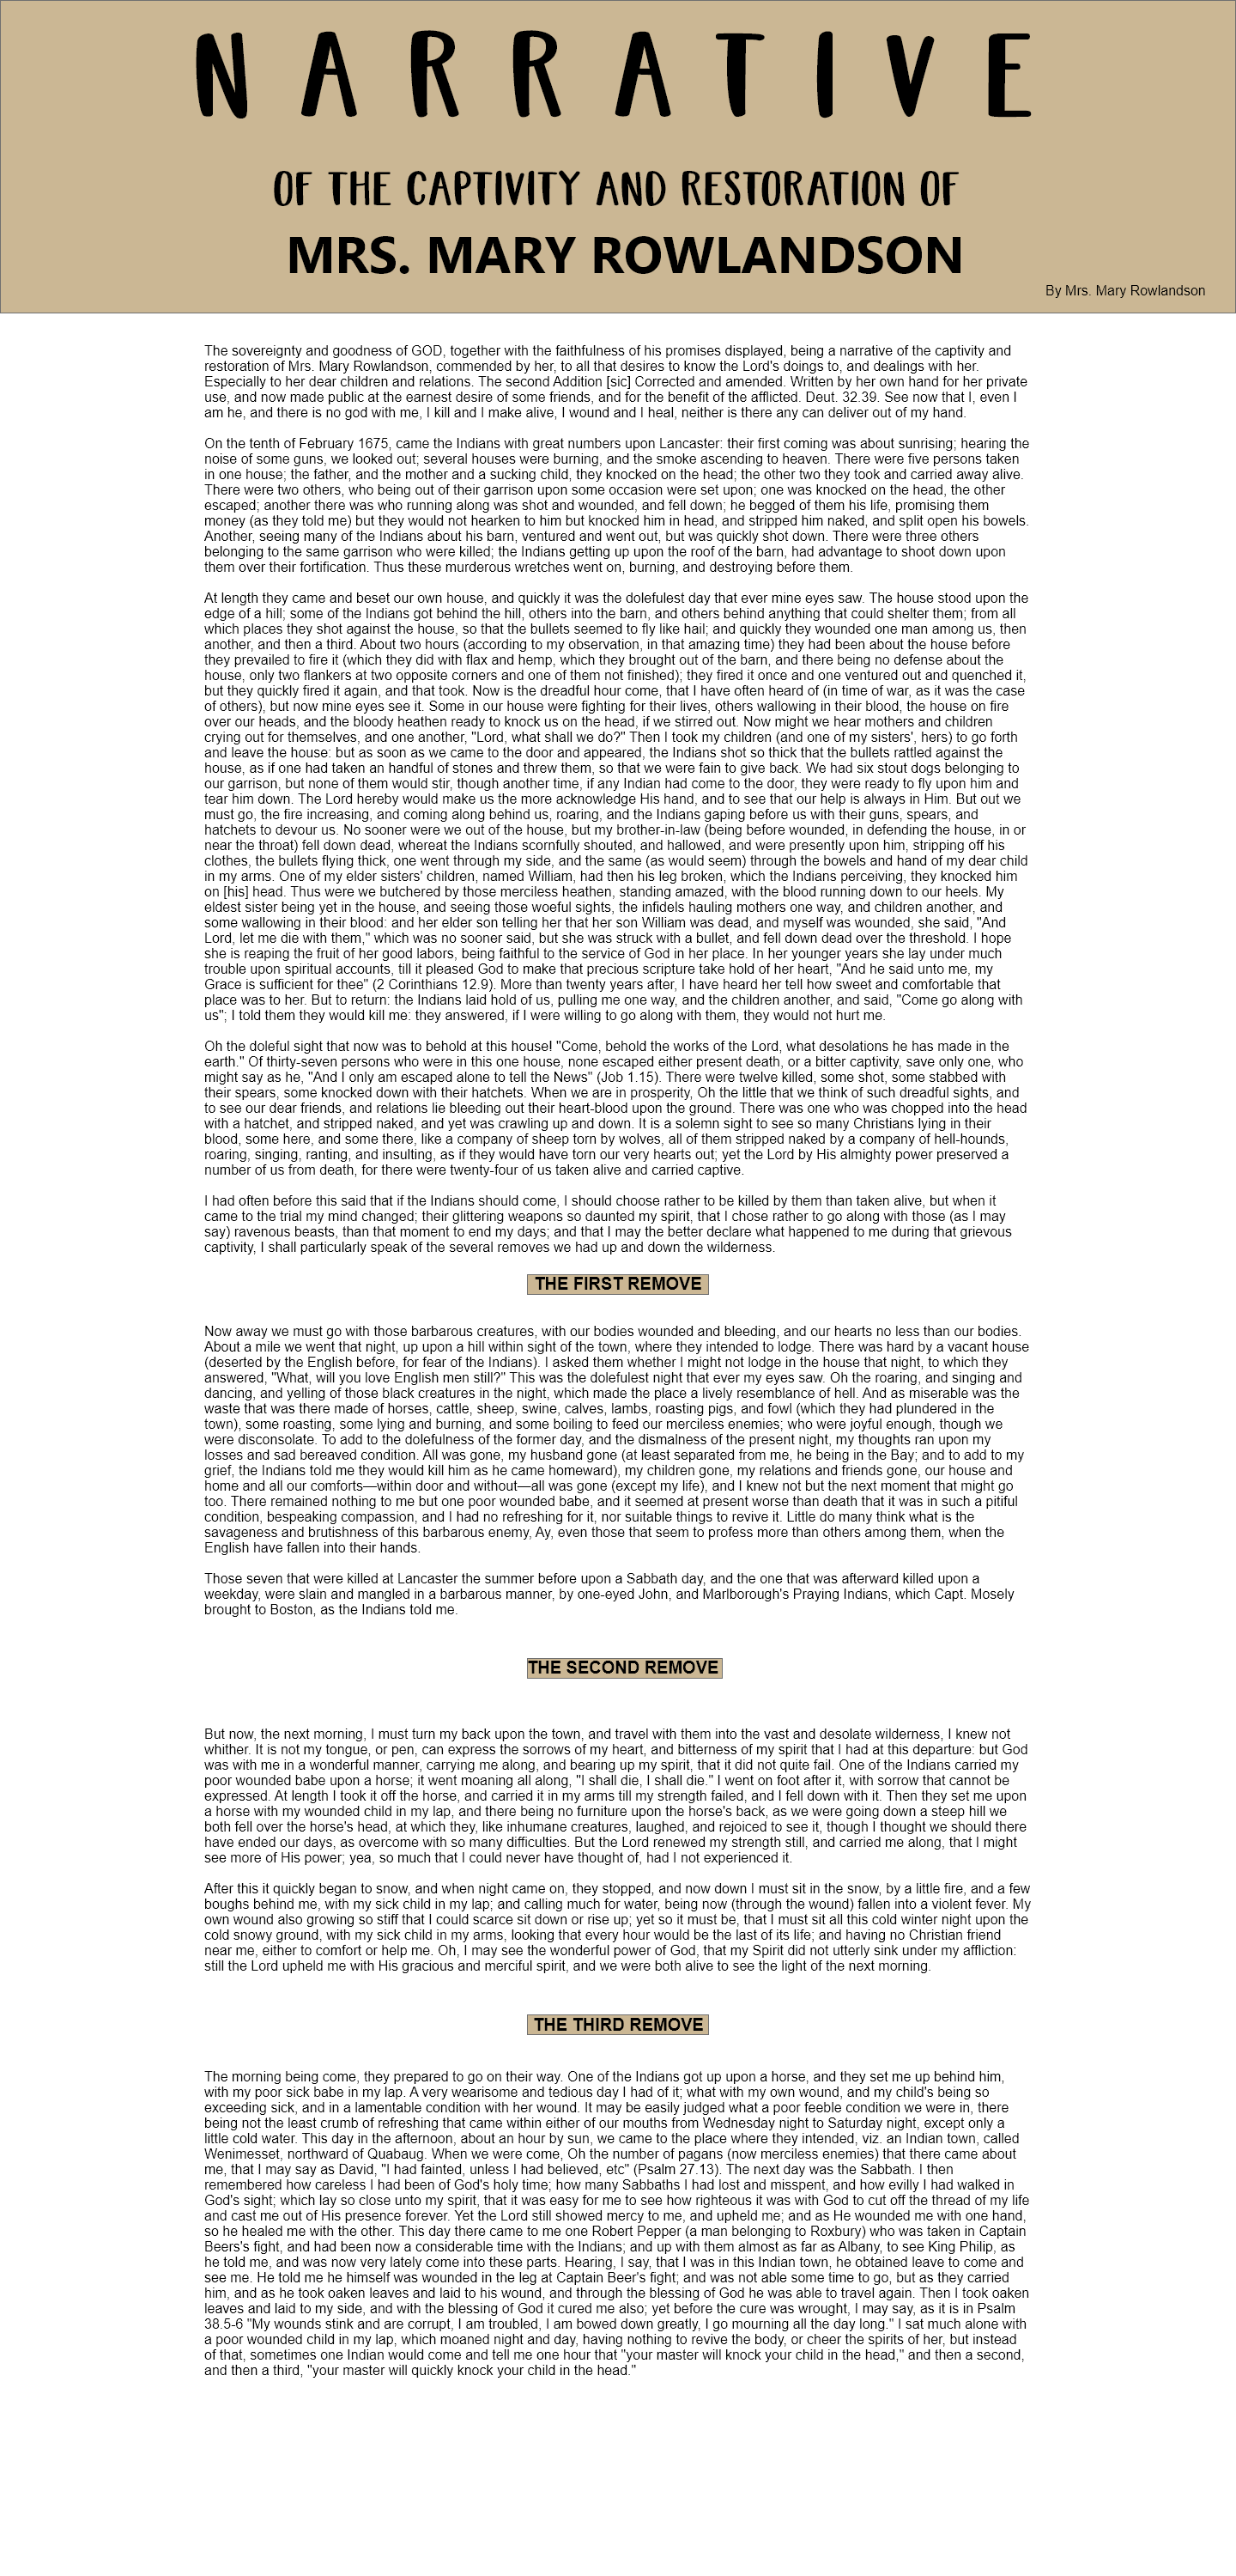 NARRATIVE
OF THE CAPTIVITY AND RESTORATION OF
MRS. MARY ROWLANDSON
By Mrs. Mary Rowlandson
The sovereignty and goodness of GOD, together with the faithfulness of his promises displayed, being a narrative of the captivity and
restoration of Mrs. Mary Rowlandson, commended by her, to all that desires to know the Lord's doings to, and dealings with her.
Especially to her dear children and relations. The second Addition [sic] Corrected and amended. Written by her own hand for her private
use, and now made public at the earnest desire of some friends, and for the benefit of the afflicted. Deut. 32.39. See now that I, even I
am he, and there is no god with me, I kill and I make alive, I wound and I heal, neither is there any can deliver out of my hand.
On the tenth of February 1675, came the Indians with great numbers upon Lancaster: their first coming was about sunrising; hearing the
noise of some guns, we looked out; several houses were burning, and the smoke ascending to heaven. There were five persons taken
in one house; the father, and the mother and a sucking child, they knocked on the head; the other two they took and carried away alive.
There were two others, who being out of their garrison upon some occasion were set upon; one was knocked on the head, the other
escaped; another there was who running along was shot and wounded, and fell down; he begged of them his life, promising them
money (as they told me) but they would not hearken to him but knocked him in head, and stripped him naked, and split open his bowels.
Another, seeing many of the Indians about his barn, ventured and went out, but was quickly shot down. There were three others
belonging to the same garrison who were killed; the Indians getting up upon the roof of the barn, had advantage to shoot down upon
them over their fortification. Thus these murderous wretches went on, burning, and destroying before them.
At length they came and beset our own house, and quickly it was the dolefulest day that ever mine eyes saw. The house stood upon the
edge of a hill; some of the Indians got behind the hill, others into the barn, and others behind anything that could shelter them; from all
which places they shot against the house, so that the bullets seemed to fly like hail; and quickly they wounded one man among us, then
another, and then a third. About two hours (according to my observation, in that amazing time) they had been about the house before
they prevailed to fire it (which they did with flax and hemp, which they brought out of the barn, and there being no defense about the
house, only two flankers at two opposite corners and one of them not finished); they fired it once and one ventured out and quenched it,
but they quickly fired it again, and that took. Now is the dreadful hour come, that I have often heard of (in time of war, as it was the case
of others), but now mine eyes see it. Some in our house were fighting for their lives, others wallowing in their blood, the house on fire
over our heads, and the bloody heathen ready to knock us on the head, if we stirred out. Now might we hear mothers and children
crying out for themselves, and one another, "Lord, what shall we do?" Then I took my children (and one of my sisters', hers) to go forth
and leave the house: but as soon as we came to the door and appeared, the Indians shot so thick that the bullets rattled against the
house, as if one had taken an handful of stones and threw them, so that we were fain to give back. We had six stout dogs belonging to
our garrison, but none of them would stir, though another time, if any Indian had come to the door, they were ready to fly upon him and
tear him down. The Lord hereby would make us the more acknowledge His hand, and to see that our help is always in Him. But out we
must go, the fire increasing, and coming along behind us, roaring, and the Indians gaping before us with their guns, spears, and
hatchets to devour us. No sooner were we out of the house, but my brother-in-law (being before wounded, in defending the house, in or
near the throat) fell down dead, whereat the Indians scornfully shouted, and hallowed, and were presently upon him, stripping off his
clothes, the bullets flying thick, one went through my side, and the same (as would seem) through the bowels and hand of my dear child
in my arms. One of my elder sisters' children, named William, had then his leg broken, which the Indians perceiving, they knocked him
on [his] head. Thus were we butchered by those merciless heathen, standing amazed, with the blood running down to our heels. My
eldest sister being yet in the house, and seeing those woeful sights, the infidels hauling mothers one way, and children another, and
some wallowing in their blood: and her elder son telling her that her son William was dead, and myself was wounded, she said, "And
Lord, let me die with them," which was no sooner said, but she was struck with a bullet, and fell down dead over the threshold. I hope
she is reaping the fruit of her good labors, being faithful to the service of God in her place. In her younger years she lay under much
trouble upon spiritual accounts, till it pleased God to make that precious scripture take hold of her heart, "And he said unto me, my
Grace is sufficient for thee" (2 Corinthians 12.9). More than twenty years after, I have heard her tell how sweet and comfortable that
place was to her. But to return: the Indians laid hold of us, pulling me one way, and the children another, and said, "Come go along with
us"; I told them they would kill me: they answered, if I were willing to go along with them, they would not hurt me.
Oh the doleful sight that now was to behold at this house! "Come, behold the works of the Lord, what desolations he has made in the
earth." Of thirty-seven persons who were in this one house, none escaped either present death, or a bitter captivity, save only one, who
might say as he, "And I only am escaped alone to tell the News" (Job 1.15). There were twelve killed, some shot, some stabbed with
their spears, some knocked down with their hatchets. When we are in prosperity, Oh the little that we think of such dreadful sights, and
to see our dear friends, and relations lie bleeding out their heart-blood upon the ground. There was one who was chopped into the head
with a hatchet, and stripped naked, and yet was crawling up and down. It is a solemn sight to see so many Christians lying in their
blood, some here, and some there, like a company of sheep torn by wolves, all of them stripped naked by a company of hell-hounds,
roaring, singing, ranting, and insulting, as if they would have torn our very hearts out; yet the Lord by His almighty power preserved a
number of us from death, for there were twenty-four of us taken alive and carried captive.
I had often before this said that if the Indians should come, I should choose rather to be killed by them than taken alive, but when it
came to the trial my mind changed; their glittering weapons so daunted my spirit, that I chose rather to go along with those (as I may
say) ravenous beasts, than that moment to end my days; and that I may the better declare what happened to me during that grievous
captivity, I shall particularly speak of the several removes we had up and down the wilderness.
THE FIRST REMOVE
Now away we must go with those barbarous creatures, with our bodies wounded and bleeding, and our hearts no less than our bodies.
About a mile we went that night, up upon a hill within sight of the town, where they intended to lodge. There was hard by a vacant house
(deserted by the English before, for fear of the Indians). I asked them whether I might not lodge in the house that night, to which they
answered, "What, will you love English men still?" This was the dolefulest night that ever my eyes saw. Oh the roaring, and singing and
dancing, and yelling of those black creatures in the night, which made the place a lively resemblance of hell. And as miserable was the
waste that was there made of horses, cattle, sheep, swine, calves, lambs, roasting pigs, and fowl (which they had plundered in the
town), some roasting, some lying and burning, and some boiling to feed our merciless enemies; who were joyful enough, though we
were disconsolate. To add to the dolefulness of the former day, and the dismalness of the present night, my thoughts ran upon my
losses and sad bereaved condition. All was gone, my husband gone (at least separated from me, he being in the Bay; and to add to my
grief, the Indians told me they would kill him as he came homeward), my children gone, my relations and friends gone, our house and
home and all our comforts—within door and without—all was gone (except my life), and I knew not but the next moment that might go
too. There remained nothing to me but one poor wounded babe, and it seemed at present worse than death that it was in such a pitiful
condition, bespeaking compassion, and I had no refreshing for it, nor suitable things to revive it. Little do many think what is the
savageness and brutishness of this barbarous enemy, Ay, even those that seem to profess more than others among them, when the
English have fallen into their hands.
Those seven that were killed at Lancaster the summer before upon a Sabbath day, and the one that was afterward killed upon a
weekday, were slain and mangled in a barbarous manner, by one-eyed John, and Marlborough's Praying Indians, which Capt. Mosely
brought to Boston, as the Indians told me.
THE SECOND REMOVE
But now, the next morning, I must turn my back upon the town, and travel with them into the vast and desolate wilderness, I knew not
whither. It is not my tongue, or pen, can express the sorrows of my heart, and bitterness of my spirit that I had at this departure: but God
was with me in a wonderful manner, carrying me along, and bearing up my spirit, that it did not quite fail. One of the Indians carried my
poor wounded babe upon a horse; it went moaning all along, "I shall die, I shall die." I went on foot after it, with sorrow that cannot be
expressed. At length I took it off the horse, and carried it in my arms till my strength failed, and I fell down with it. Then they set me upon
a horse with my wounded child in my lap, and there being no furniture upon the horse's back, as we were going down a steep hill we
both fell over the horse's head, at which they, like inhumane creatures, laughed, and rejoiced to see it, though I thought we should there
have ended our days, as overcome with so many difficulties. But the Lord renewed my strength still, and carried me along, that I might
see more of His power; yea, so much that I could never have thought of, had I not experienced it.
After this it quickly began to snow, and when night came on, they stopped, and now down I must sit in the snow, by a little fire, and a few
boughs behind me, with my sick child in my lap; and calling much for water, being now (through the wound) fallen into a violent fever. My
own wound also growing so stiff that I could scarce sit down or rise up; yet so it must be, that I must sit all this cold winter night upon the
cold snowy ground, with my sick child in my arms, looking that every hour would be the last of its life; and having no Christian friend
near me, either to comfort or help me. Oh, I may see the wonderful power of God, that my Spirit did not utterly sink under my affliction:
still the Lord upheld me with His gracious and merciful spirit, and we were both alive to see the light of the next morning.
THE THIRD REMOVE
The morning being come, they prepared to go on their way. One of the Indians got up upon a horse, and they set me up behind him,
with my poor sick babe in my lap. A very wearisome and tedious day I had of it; what with my own wound, and my child's being so
exceeding sick, and in a lamentable condition with her wound. It may be easily judged what a poor feeble condition we were in, there
being not the least crumb of refreshing that came within either of our mouths from Wednesday night to Saturday night, except only a
little cold water. This day in the afternoon, about an hour by sun, we came to the place where they intended, viz. an Indian town, called
Wenimesset, northward of Quabaug. When we were come, Oh the number of pagans (now merciless enemies) that there came about
me, that I may say as David, "I had fainted, unless I had believed, etc" (Psalm 27.13). The next day was the Sabbath. I then
remembered how careless I had been of God's holy time; how many Sabbaths I had lost and misspent, and how evilly I had walked in
God's sight; which lay so close unto my spirit, that it was easy for me to see how righteous it was with God to cut off the thread of my life
and cast me out of His presence forever. Yet the Lord still showed mercy to me, and upheld me; and as He wounded me with one hand,
so he healed me with the other. This day there came to me one Robert Pepper (a man belonging to Roxbury) who was taken in Captain
Beers's fight, and had been now a considerable time with the Indians; and up with them almost as far as Albany, to see King Philip, as
he told me, and was now very lately come into these parts. Hearing, I say, that I was in this Indian town, he obtained leave to come and
see me. He told me he himself was wounded in the leg at Captain Beer's fight; and was not able some time to go, but as they carried
him, and as he took oaken leaves and laid to his wound, and through the blessing of God he was able to travel again. Then I took oaken
leaves and laid to my side, and with the blessing of God it cured me also; yet before the cure was wrought, I may say, as it is in Psalm
38.5-6 "My wounds stink and are corrupt, I am troubled, I am bowed down greatly, I go mourning all the day long." I sat much alone with
a poor wounded child in my lap, which moaned night and day, having nothing to revive the body, or cheer the spirits of her, but instead
of that, sometimes one Indian would come and tell me one hour that "your master will knock your child in the head," and then a second,
and then a third, "your master will quickly knock your child in the head."